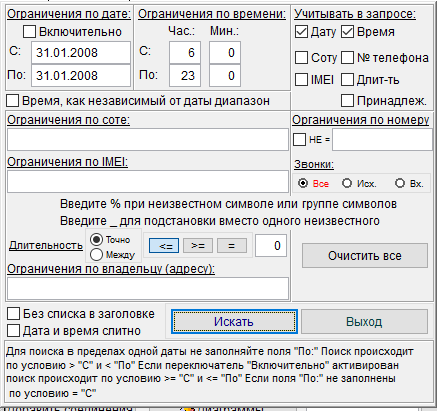 Ограничения по дате: Ограничения по времени: Учитывать в запросе:
Включительно Час.: Мин.: Дату Время
С: 31.01.2008 С: 6 0
Соту № телефона
По: 31.01.2008 По: 23 0
IMEI Длит-ть
Время, как независимый от даты диапазон Принадлеж.
Ограничения по соте: Органичения по номеру
НЕ =
Ограничения по IMEI: Звонки:
Все Исх. Вх.
Введите % при неизвестном символе или группе символов
Введите _ для подстановки вместо одного неизвестного
Длительность Точно <= >= = 0
Между
Очистить все
Ограничения по владельцу (адресу):
Без списка в заголовке
Дата и время слитно
Искать Выход
Для поиска в пределах одной даты не заполняйте поля "По:" Поиск происходит
по условию > "С" и < "По" Если переключатель "Включительно" активирован
поиск происходит по условию >= "С" и <= "По" Если поля "По:" не заполнены
по условию = "С"